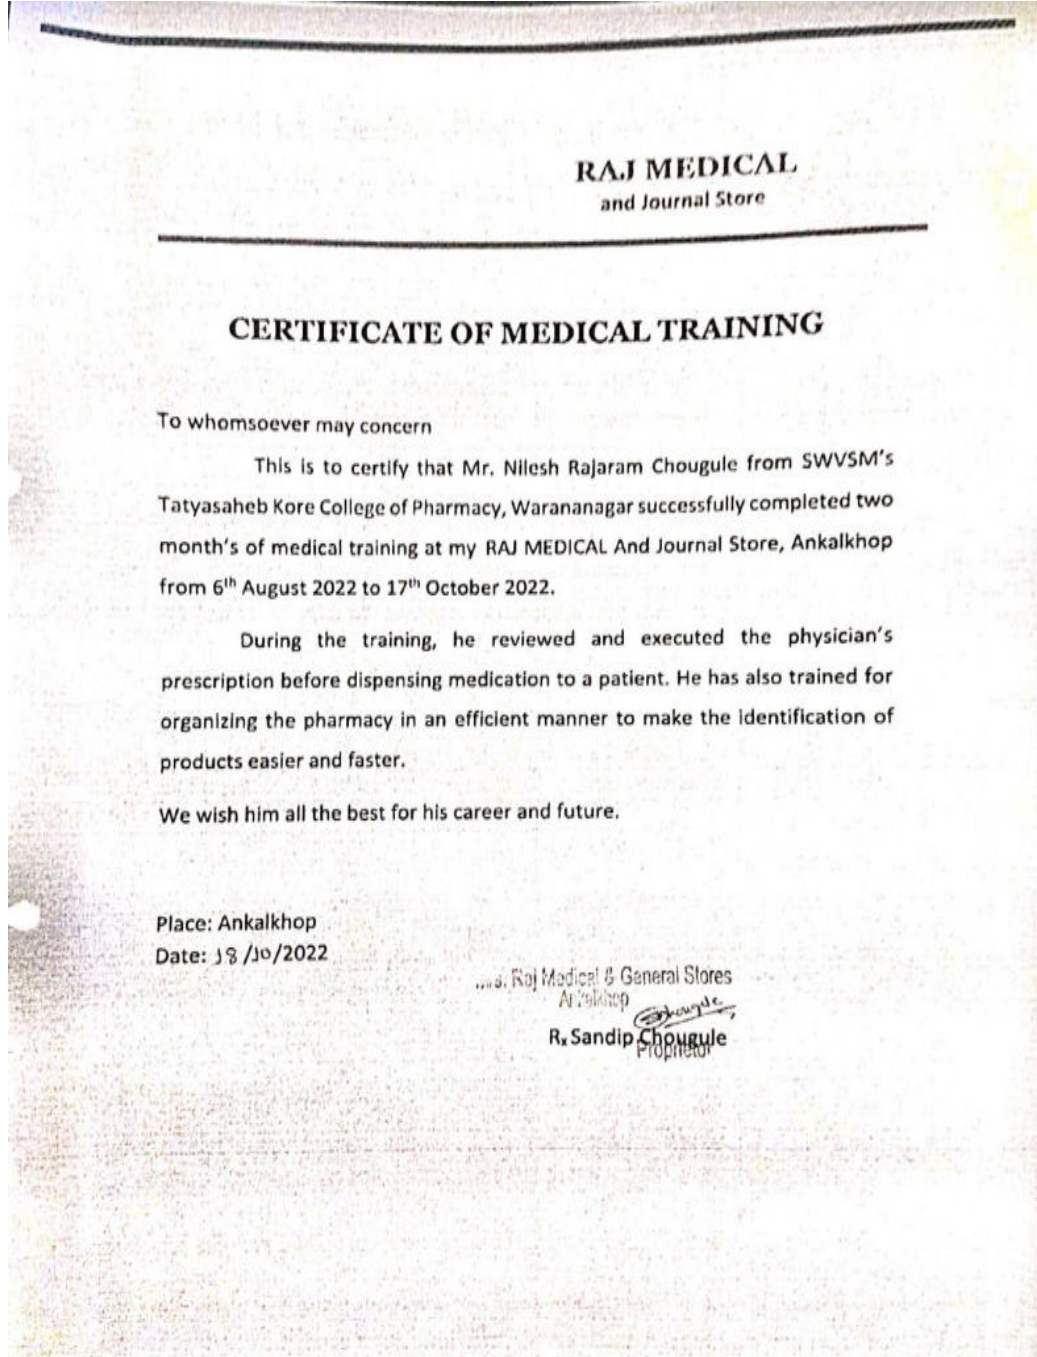 RAJ MEDICAL
and Journal Store
CERTIFICATE OF MEDICAL TRAINING
To whomsoever may concern
This is to certify that Mr. Nilesh Rajaram Chougule from SWVSM's
Tatyasaheb Kore College of Pharmacy, Warananagar successfully completed two
month's of medical training at my RAJ MEDICAL And Journal Store, Ankalkhop
from 6th August 2022 to 17th October 2022.
During the training, he reviewed and executed the physician's
prescription before dispensing medication to a patient. He has also trained for
organizing the pharmacy in an efficient manner to make the identification of
products easier and faster.
We wish him all the best for his career and future.
Place: Ankalkhop
Date: 18/10/2022
Raj Medical & General Stores
Ankalkhop
Rx Sandip Chougule
Proprietor